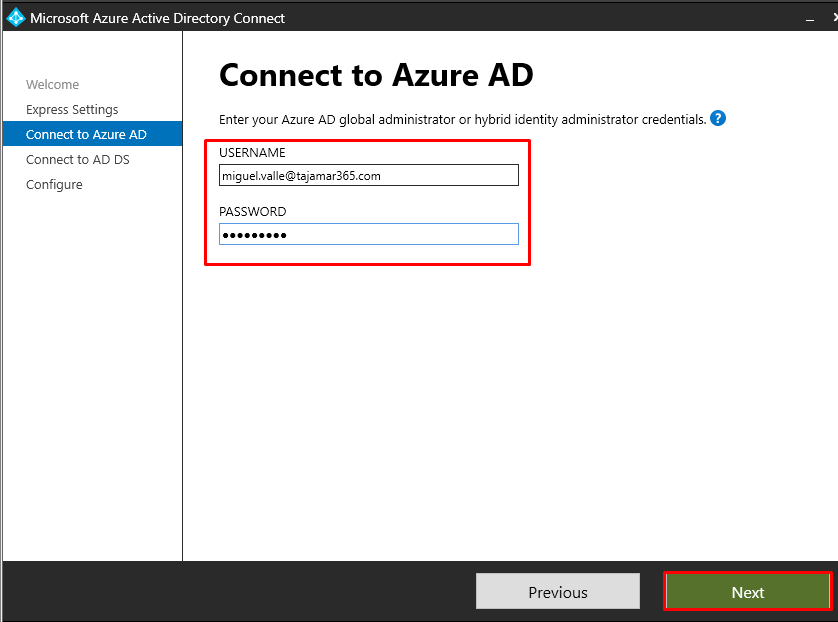 Microsoft Azure Active Directory Connect
Welcome
Express Settings
Connect to Azure AD
Connect to AD DS
Configure
Connect to Azure AD
Enter your Azure AD global administrator or hybrid identity administrator credentials. ?
USERNAME
miguel.valle@tajamar365.com
PASSWORD
●●●●●●●●●
Previous
Next